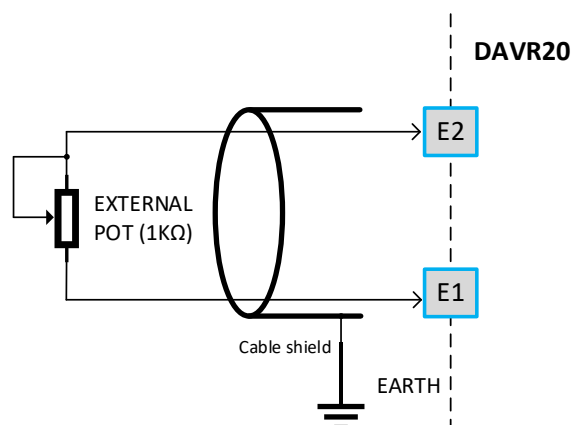 DAVR20
E2
EXTERNAL
POT (1KΩ)
E1
Cable shield
EARTH